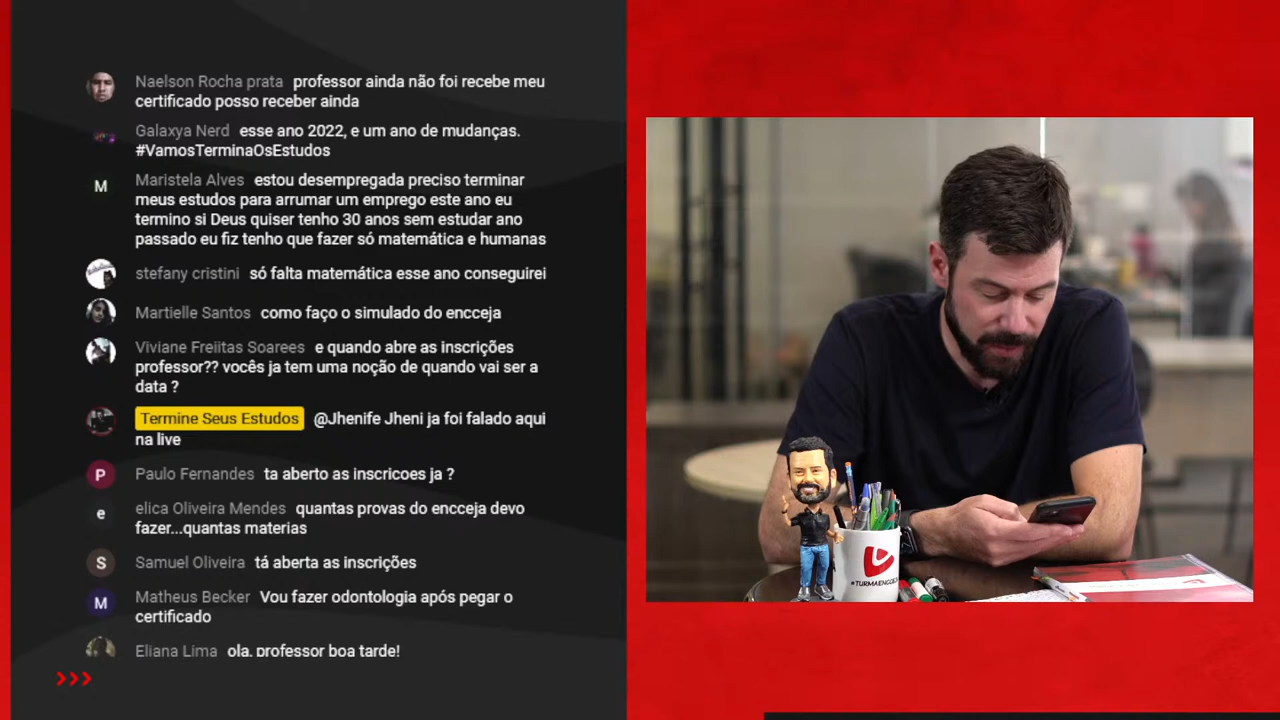 Naelson Rocha prata professor ainda não foi recebe meu
certificado posso receber ainda
Galaxya Nerd esse ano 2022, e um ano de mudanças.
#VamosTerminaOsEstudos
M
Maristela Alves estou desempregada preciso terminar
meus estudos para arrumar um emprego este ano eu
termino si Deus quiser tenho 30 anos sem estudar ano
passado eu fiz tenho que fazer só matemática e humanas
stefany cristini só falta matemática esse ano conseguirei
Martielle Santos como faço o simulado do encceja
Viviane Freiitas Soarees e quando abre as inscrições
professor?? vocês ja tem uma noção de quando vai ser a
data ?
Termine Seus Estudos @Jhenife Jheni ja foi falado aqui
na live
P
Paulo Fernandes ta aberto as inscricoes ja ?
e
elica Oliveira Mendes quantas provas do encceja devo
fazer...quantas materias
S
Samuel Oliveira tá aberta as inscrições
M
Matheus Becker Vou fazer odontologia após pegar o
certificado
Eliana Lima ola, professor boa tarde!
>>>